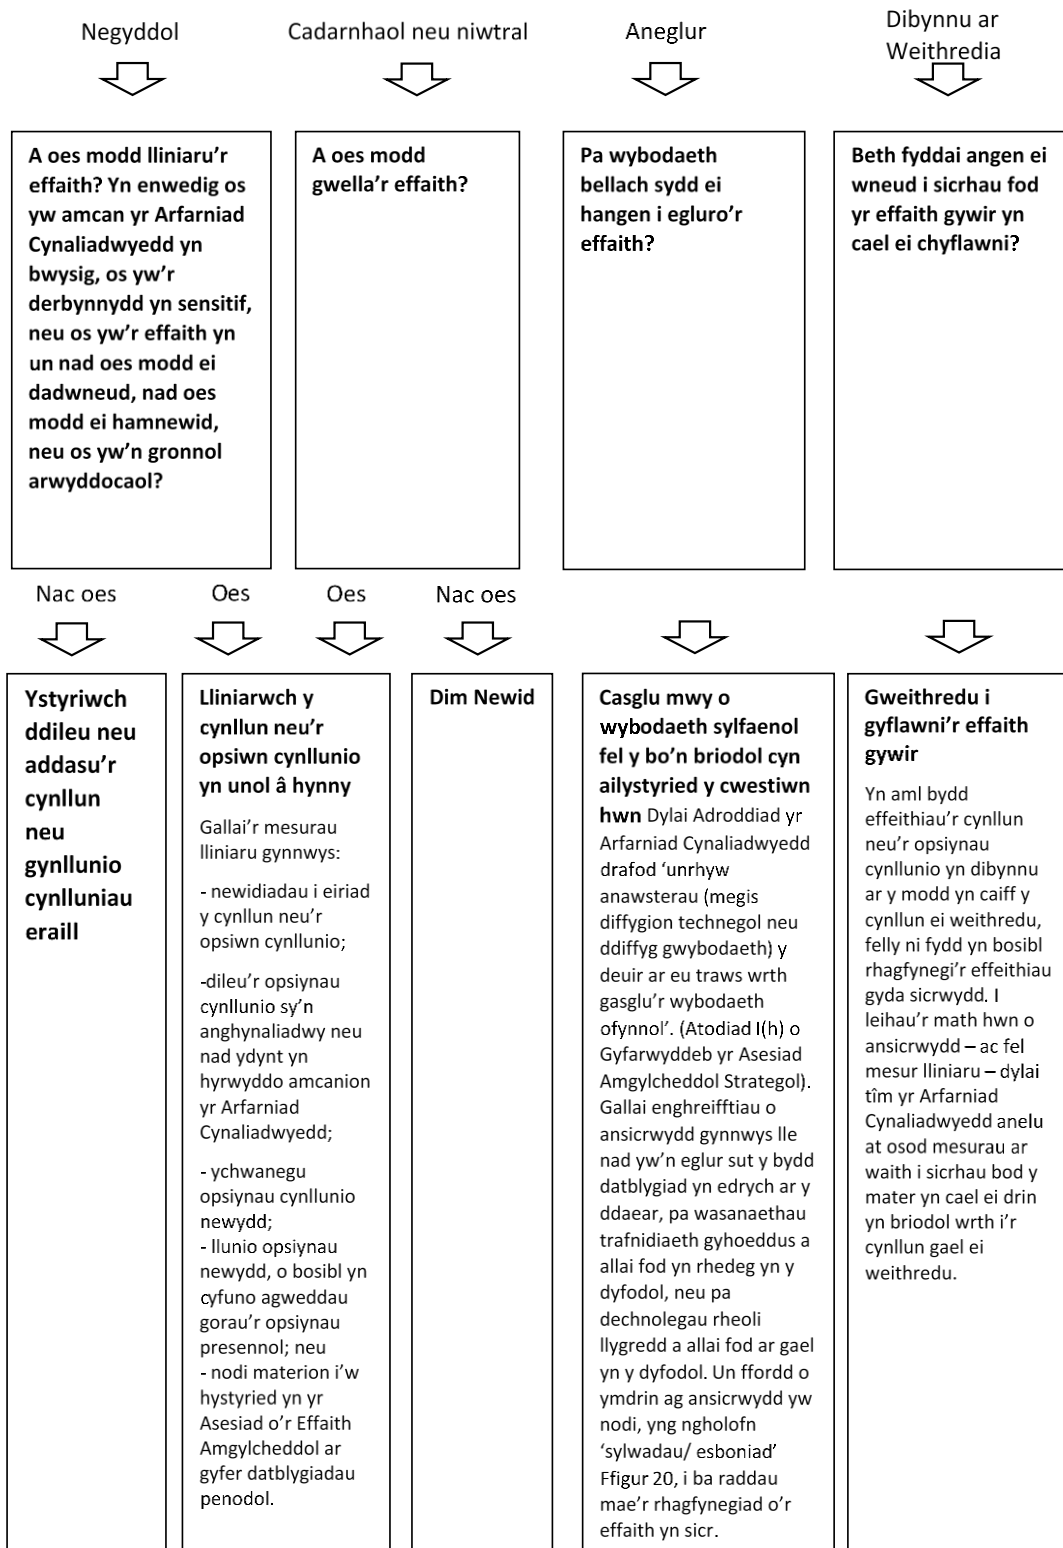 Negyddol
Cadarnhaol neu niwtral
Aneglur
Dibynnu ar
Weithredia
A oes modd lliniaru’r
effaith? Yn enwedig os
yw amcan yr Arfarniad
Cynaliadwyedd yn
bwysig, os yw’r
derbynnydd yn sensitif,
neu os yw’r effaith yn
un nad oes modd ei
dadwneud, nad oes
modd ei hamnewid,
neu os yw’n gronnol
arwyddocaol?
A oes modd
gwella’r effaith?
Pa wybodaeth
bellach sydd ei
hangen i egluro’r
effaith?
Beth fyddai angen ei
wneud i sicrhau fod
yr effaith gywir yn
cael ei chyflawni?
Nac oes
Oes
Oes
Nac oes
Ystyriwch
ddileu neu
addasu’r
cynllun
neu
gynllunio
cynlluniau
eraill
Lliniarwch y
cynllun neu’r
opsiwn cynllunio
yn unol â hynny
Gallai’r mesurau
lliniaru gynnwys:
- newidiadau i eiriad
y cynllun neu’r
opsiwn cynllunio;
-dileu’r opsiynau
cynllunio sy’n
anghynaliadwy neu
nad ydynt yn
hyrwyddo amcanion
yr Arfarniad
Cynaliadwyedd;
- ychwanegu
opsiynau cynllunio
newydd;
- llunio opsiynau
newydd, o bosibl yn
cyfuno agweddau
gorau’r opsiynau
presennol; neu
- nodi materion i’w
hystyried yn yr
Asesiad o’r Effaith
Amgylcheddol ar
gyfer datblygiadau
penodol.
Dim Newid
Casglu mwy o
wybodaeth sylfaenol
fel y bo’n briodol cyn
ailystyried y cwestiwn
hwn Dylai Adroddiad yr
Arfarniad Cynaliadwyedd
drafod ‘unrhyw
anawsterau (megis
diffygion technegol neu
ddiffyg gwybodaeth) y
deuir ar eu traws wrth
gasglu’r wybodaeth
ofynnol’. (Atodiad I(h) o
Gyfarwyddeb yr Asesiad
Amgylcheddol Strategol).
Gallai enghreifftiau o
ansicrwydd gynnwys lle
nad yw’n eglur sut y bydd
datblygiad yn edrych ar y
ddaear, pa wasanaethau
trafnidiaeth gyhoeddus a
allai fod yn rhedeg yn y
dyfodol, neu pa
dechnolegau rheoli
llygredd a allai fod ar gael
yn y dyfodol. Un ffordd o
ymdrin ag ansicrwydd yw
nodi, yng ngholofn
‘sylwadau/ esboniad’
Ffigur 20, i ba raddau
mae’r rhagfynegiad o’r
effaith yn sicr.
Gweithredu i
gyflawni’r effaith
gywir
Yn aml bydd
effeithiau’r cynllun
neu’r opsiynau
cynllunio yn dibynnu
ar y modd yn caiff y
cynllun ei weithredu,
felly ni fydd yn bosibl
rhagfynegi’r effeithiau
gyda sicrwydd. I
leihau’r math hwn o
ansicrwydd – ac fel
mesur lliniaru – dylai
tîm yr Arfarniad
Cynaliadwyedd anelu
at osod mesurau ar
waith i sicrhau bod y
mater yn cael ei drin
yn briodol wrth i’r
cynllun gael ei
weithredu.